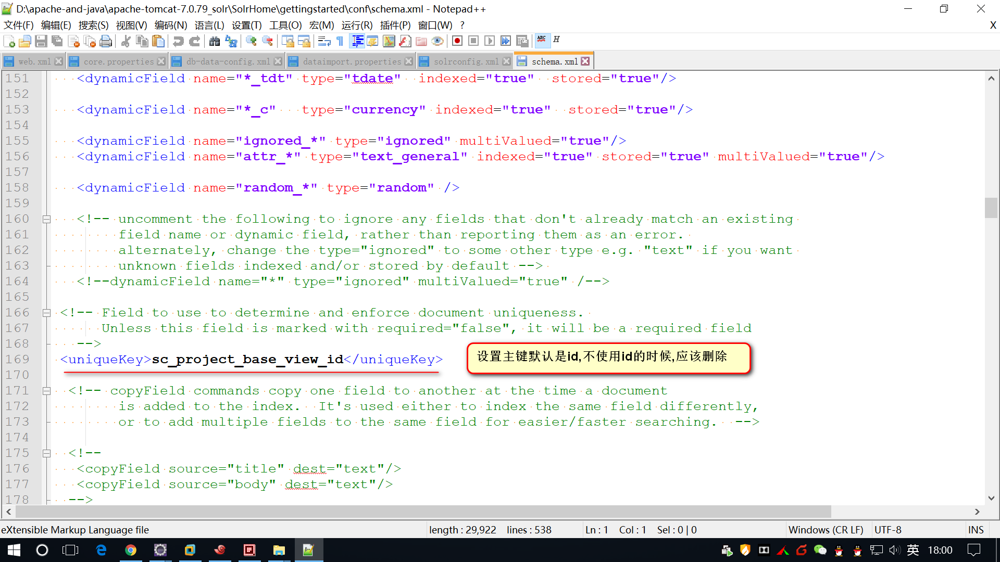 D:\apache-and-java\apache-tomcat-7.0.79_solr\SolrHome\gettingstarted\conf\schema.xml - Notepad++
文件(F) 编辑(E) 搜索(S) 视图(V) 编码(N) 语言(L) 设置(T) 工具(O) 宏(M) 运行(R) 插件(P) 窗口(W) ? X
ABC H
web.xml core.properties db-data-config.xml dataimport.properties solrconfig.xml schema.xml
151 <dynamicField name="*_tdt" type="tdate" indexed="true" stored="true"/>
152
153 <dynamicField name="*_c" type="currency" indexed="true" stored="true"/>
154
155 <dynamicField name="ignored_*" type="ignored" multiValued="true"/>
156 <dynamicField name="attr_*" type="text_general" indexed="true" stored="true" multiValued="true"/>
157
158 <dynamicField name="random_*" type="random" />
159
160 <!-- uncomment the following to ignore any fields that don't already match an existing
161 field name or dynamic field, rather than reporting them as an error.
162 alternately, change the type="ignored" to some other type e.g. "text" if you want
163 unknown fields indexed and/or stored by default -->
164 <!--dynamicField name="*" type="ignored" multiValued="true" /-->
165
166 <!-- Field to use to determine and enforce document uniqueness.
167 Unless this field is marked with required="false", it will be a required field
168 -->
169 <uniqueKey>sc_project_base_view_id</uniqueKey>
设置主键默认是id,不使用id的时候,应该删除
170
171 <!-- copyField commands copy one field to another at the time a document
172 is added to the index.  It's used either to index the same field differently,
173 or to add multiple fields to the same field for easier/faster searching.  -->
174
175 <!--
176 <copyField source="title" dest="text"/>
177 <copyField source="body" dest="text"/>
178 -->
eXtensible Markup Language file length : 29,922 lines : 538 Ln : 1 Col : 1 Sel : 0 | 0 Windows (CR LF) UTF-8 INS
英 18:00